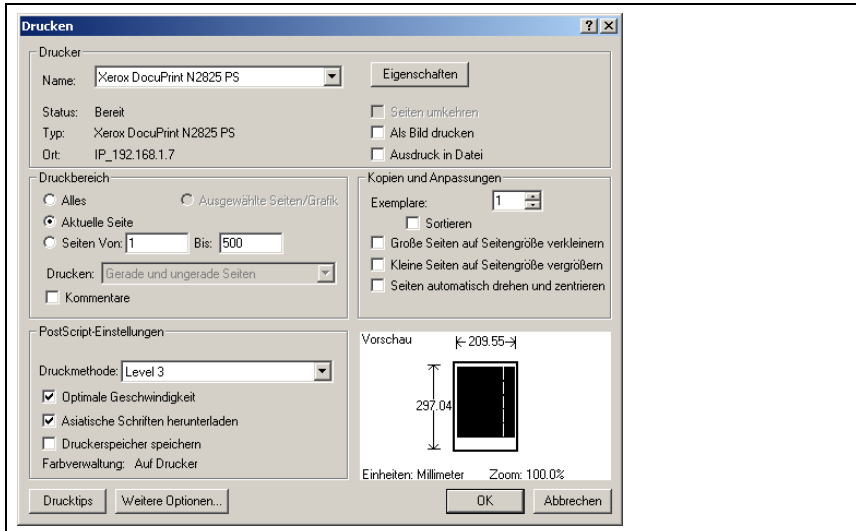 Drucken
Drucker
Name: Xerox DocuPrint N2825 PS Eigenschaften
Status: Bereit Seiten umkehren
Typ: Xerox DocuPrint N2825 PS Als Bild drucken
Ort: IP_192.168.1.7 Ausdruck in Datei
Druckbereich
Alles Ausgewählte Seiten/Grafik
Aktuelle Seite
Seiten Von: 1 Bis: 500
Drucken: Gerade und ungerade Seiten
Kommentare
Kopien und Anpassungen
Exemplare: 1
Sortieren
Große Seiten auf Seitengröße verkleinern
Kleine Seiten auf Seitengröße vergrößern
Seiten automatisch drehen und zentrieren
PostScript-Einstellungen
Druckmethode: Level 3
Optimale Geschwindigkeit
Asiatische Schriften herunterladen
Druckerspeicher speichern
Farbverwaltung: Auf Drucker
Vorschau 209.55
297.04
Einheiten: Millimeter Zoom: 100.0%
Drucktips Weitere Optionen... OK Abbrechen